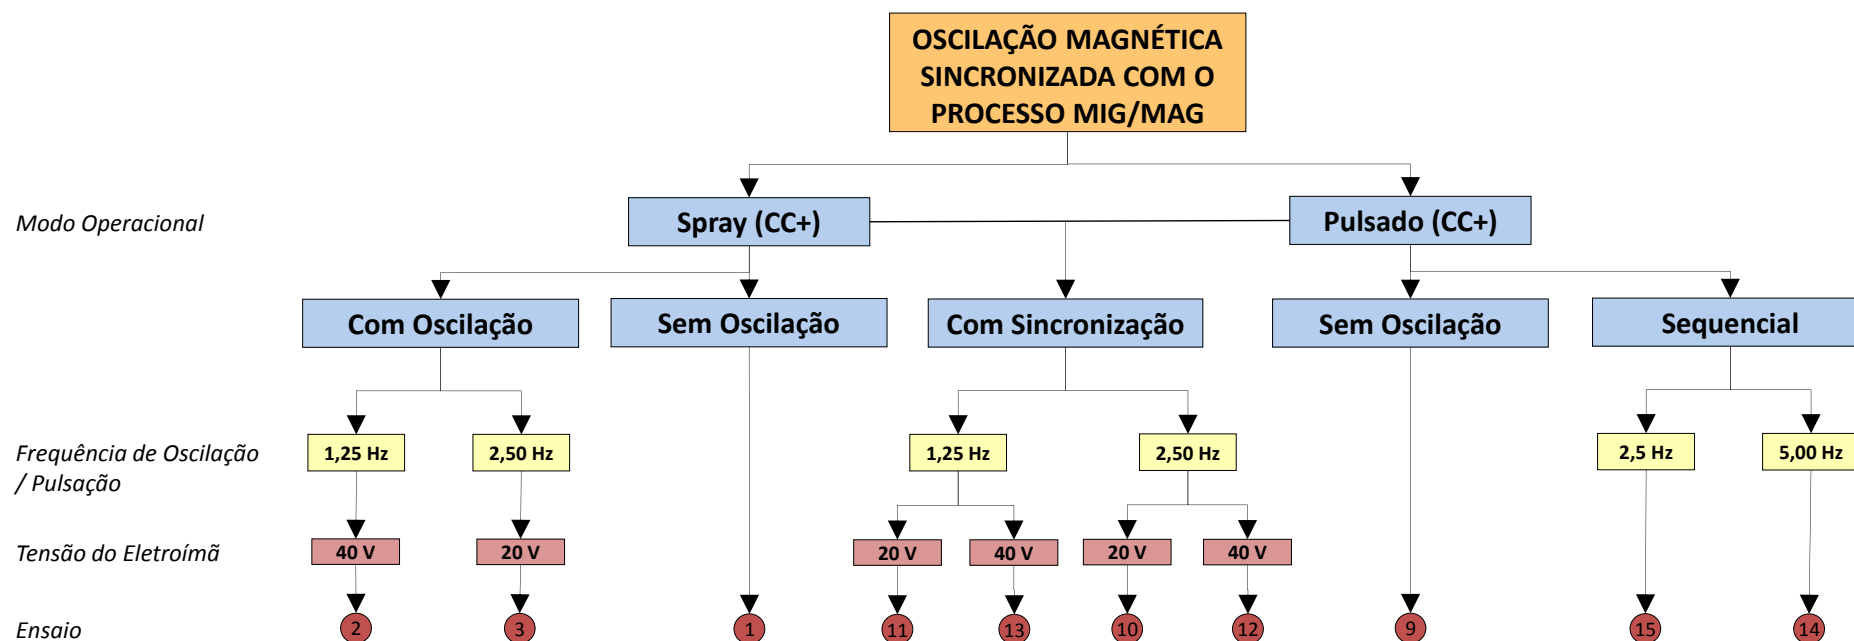 OSCILAÇÃO MAGNÉTICA
SINCRONIZADA COM O
PROCESSO MIG/MAG
Modo Operacional
Spray (CC+)
Pulsado (CC+)
Com Oscilação
Sem Oscilação
Com Sincronização
Sem Oscilação
Sequencial
Frequência de Oscilação
/ Pulsação
1,25 Hz
2,50 Hz
1,25 Hz
2,50 Hz
2,5 Hz
5,00 Hz
Tensão do Eletroímã
40 V
20 V
20 V
40 V
20 V
40 V
Ensaio
2
3
1
11
13
10
12
9
15
14